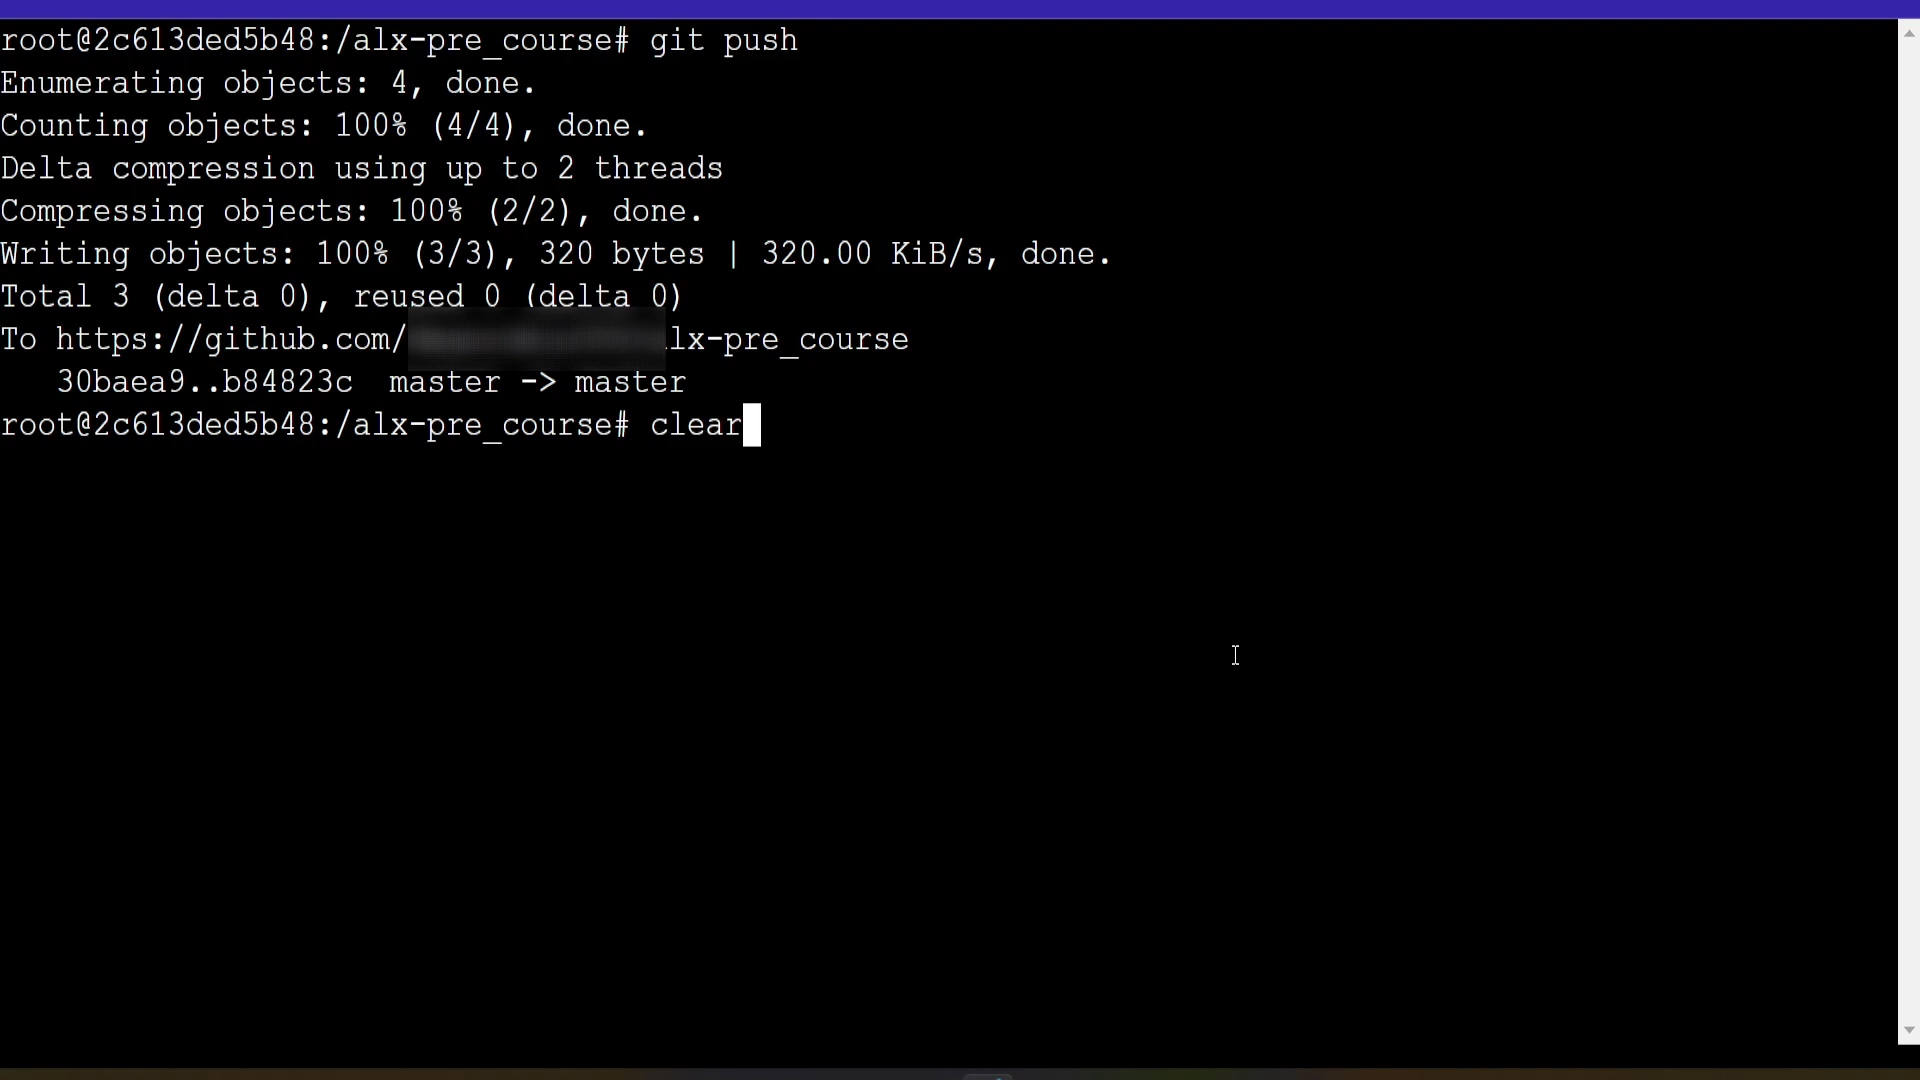 root@2c613ded5b48:/alx-pre_course# git push
Enumerating objects: 4, done.
Counting objects: 100% (4/4), done.
Delta compression using up to 2 threads
Compressing objects: 100% (2/2), done.
Writing objects: 100% (3/3), 320 bytes | 320.00 KiB/s, done.
Total 3 (delta 0), reused 0 (delta 0)
To https://github.com/ lx-pre_course
30baea9..b84823c master -> master
root@2c613ded5b48:/alx-pre_course# clear